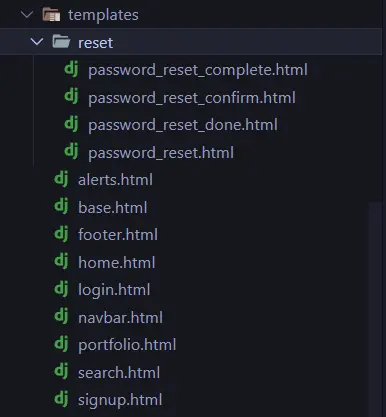 templates
reset
dj password_reset_complete.html
dj password_reset_confirm.html
dj password_reset_done.html
dj password_reset.html
dj alerts.html
dj base.html
dj footer.html
dj home.html
dj login.html
dj navbar.html
dj portfolio.html
dj search.html
dj signup.html